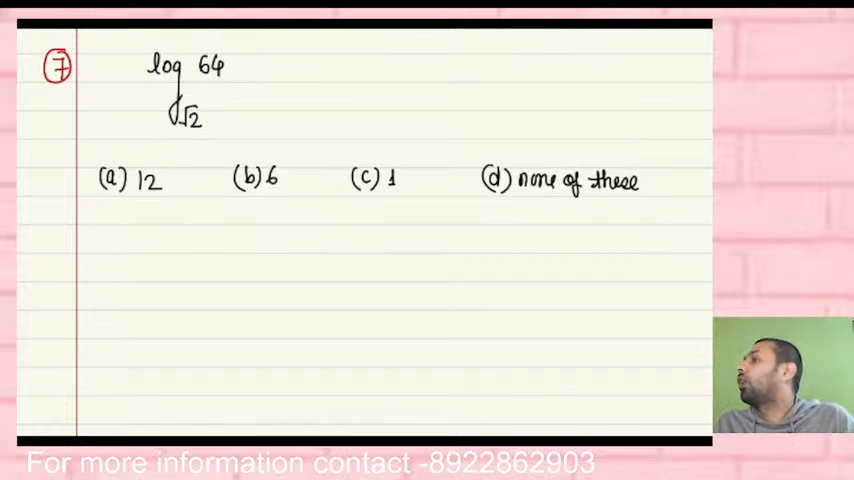 7 log 64
√2
(a) 12 (b) 6 (c) 1 (d) none of these
For more information contact -8922862903